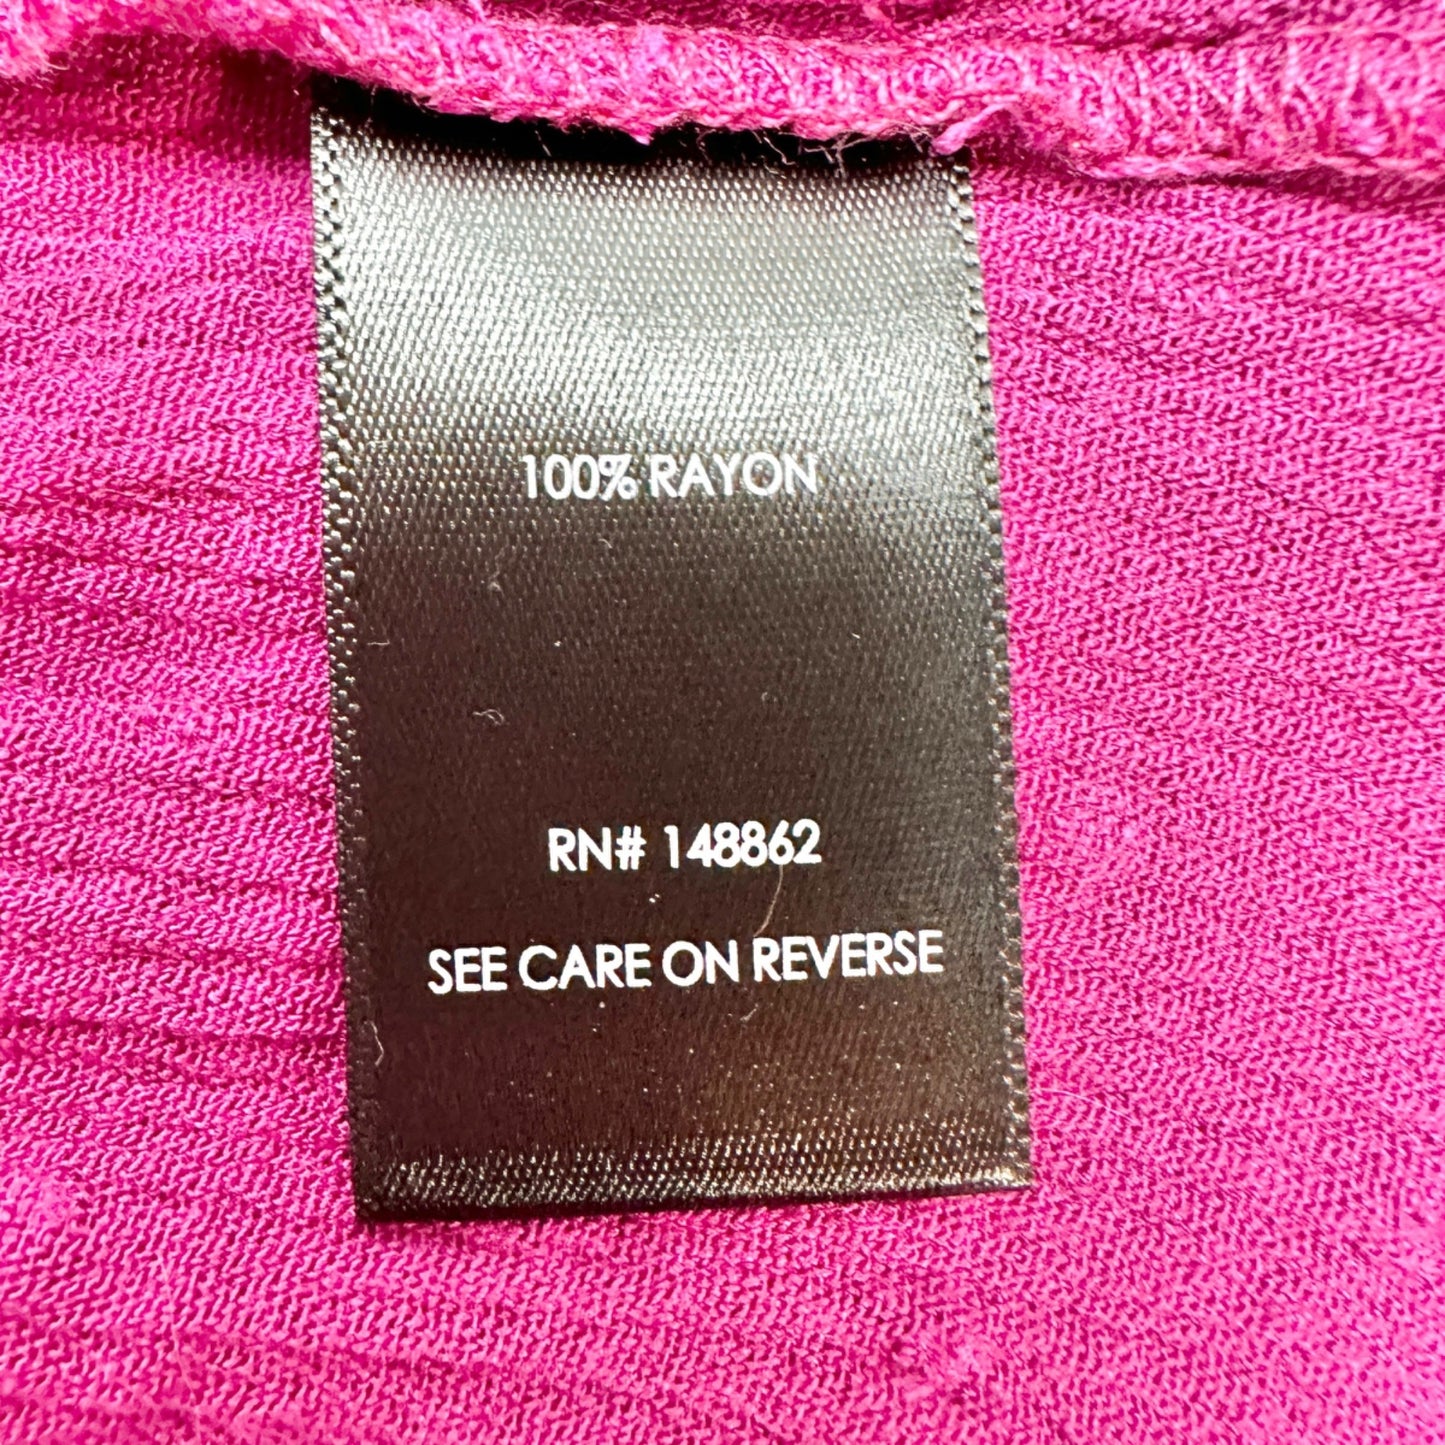 100% RAYON
RN# 148862
SEE CARE ON REVERSE